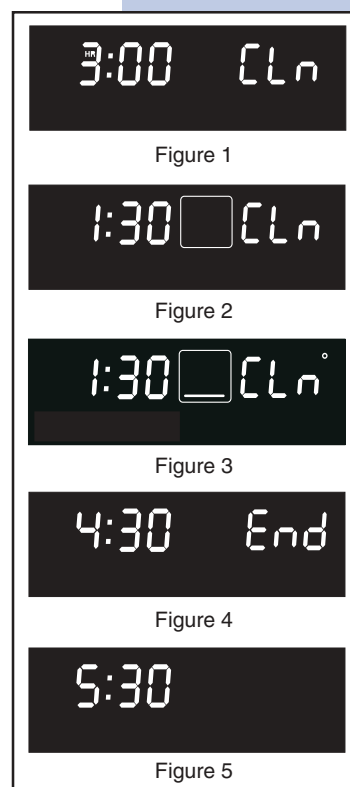 HR
3:00 CLn
Figure 1
1:30 CLn
Figure 2
1:30 CLn°
Figure 3
4:30 End
Figure 4
5:30
Figure 5